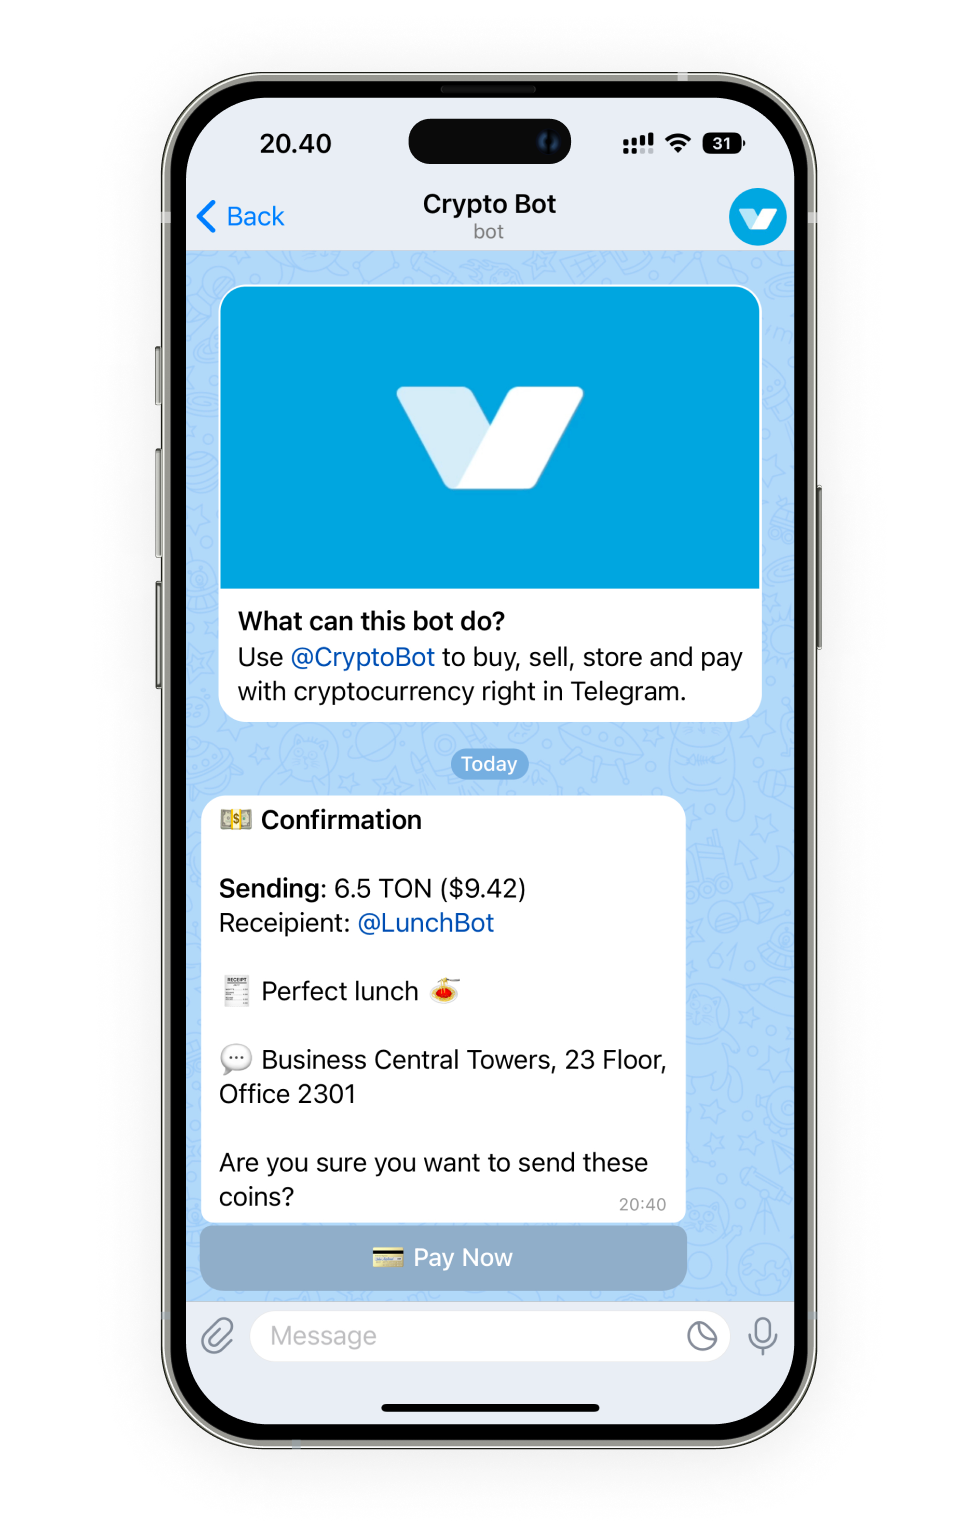 20.40
31
Back
Crypto Bot
bot
What can this bot do?
Use @CryptoBot to buy, sell, store and pay
with cryptocurrency right in Telegram.
Today
Confirmation
Sending: 6.5 TON ($9.42)
Receipient: @LunchBot
RECEIPT
Perfect lunch
Business Central Towers, 23 Floor,
Office 2301
Are you sure you want to send these
coins?
20:40
Pay Now
Message